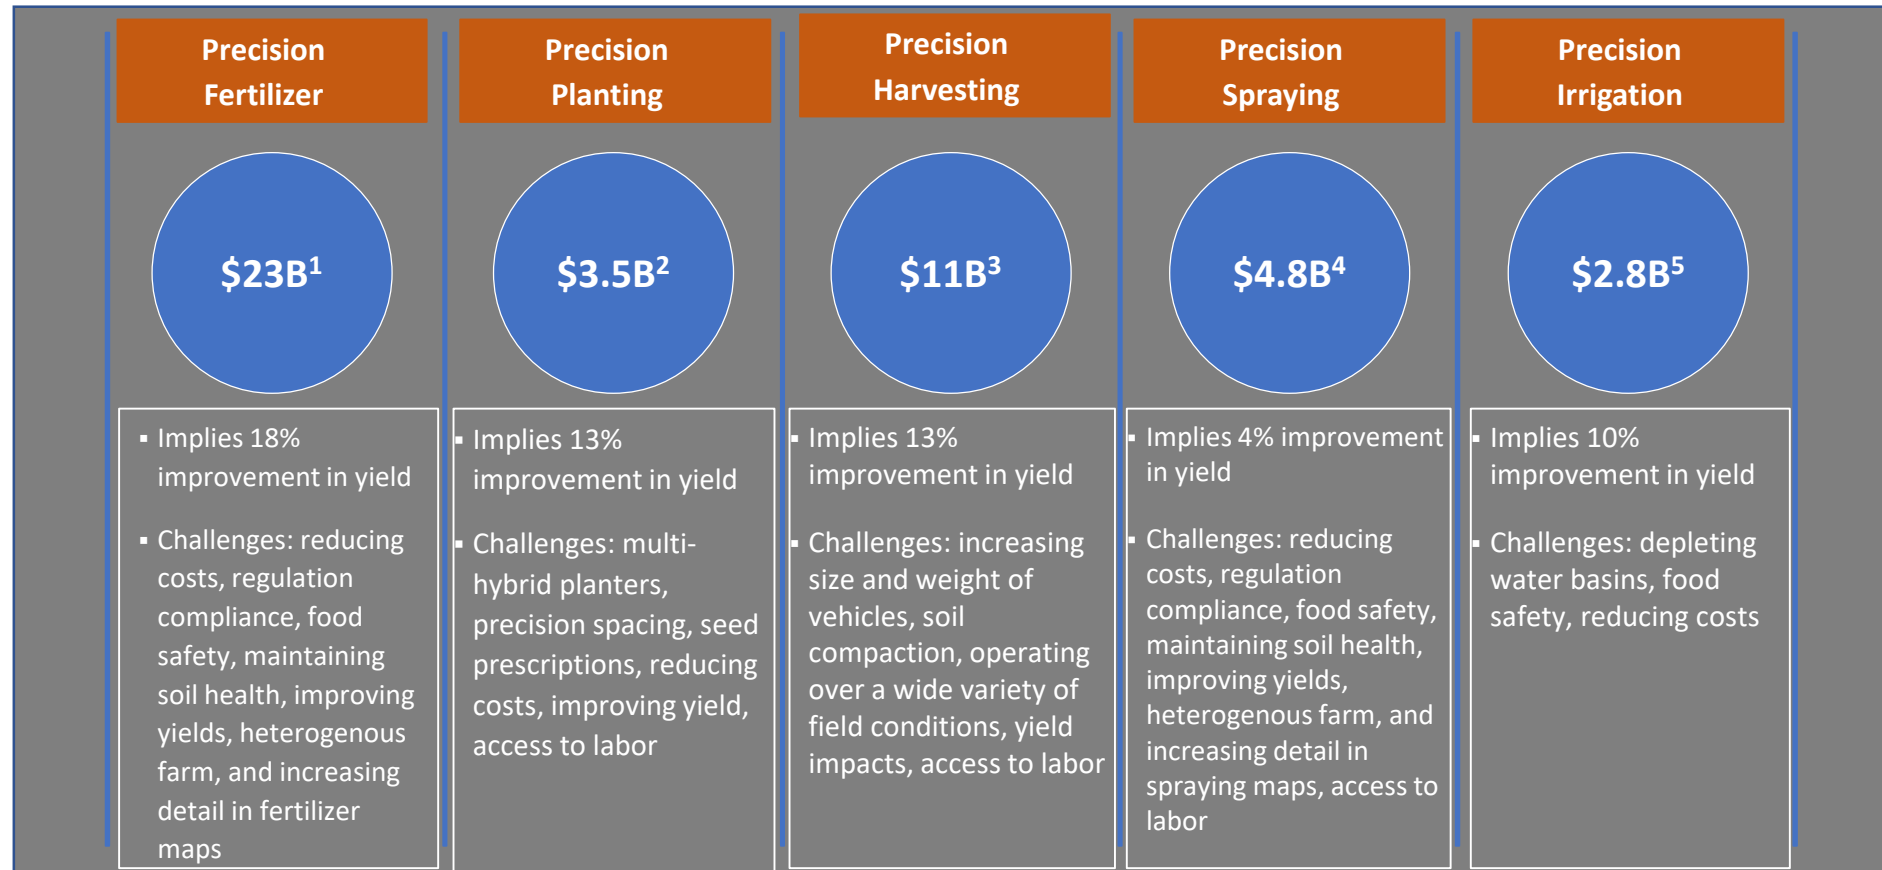 Precision
Fertilizer
$23B1
▪ Implies 18%
improvement in yield
▪ Challenges: reducing
costs, regulation
compliance, food
safety, maintaining
soil health, improving
yields, heterogenous
farm, and increasing
detail in fertilizer
maps
Precision
Planting
$3.5B2
▪ Implies 13%
improvement in yield
▪ Challenges: multi-
hybrid planters,
precision spacing, seed
prescriptions, reducing
costs, improving yield,
access to labor
Precision
Harvesting
$11B3
▪ Implies 13%
improvement in yield
▪ Challenges: increasing
size and weight of
vehicles, soil
compaction, operating
over a wide variety of
field conditions, yield
impacts, access to labor
Precision
Spraying
$4.8B4
▪ Implies 4% improvement
in yield
▪ Challenges: reducing
costs, regulation
compliance, food safety,
maintaining soil health,
improving yields,
heterogenous farm, and
increasing detail in
spraying maps, access to
labor
Precision
Irrigation
$2.8B5
▪ Implies 10%
improvement in yield
▪ Challenges: depleting
water basins, food
safety, reducing costs